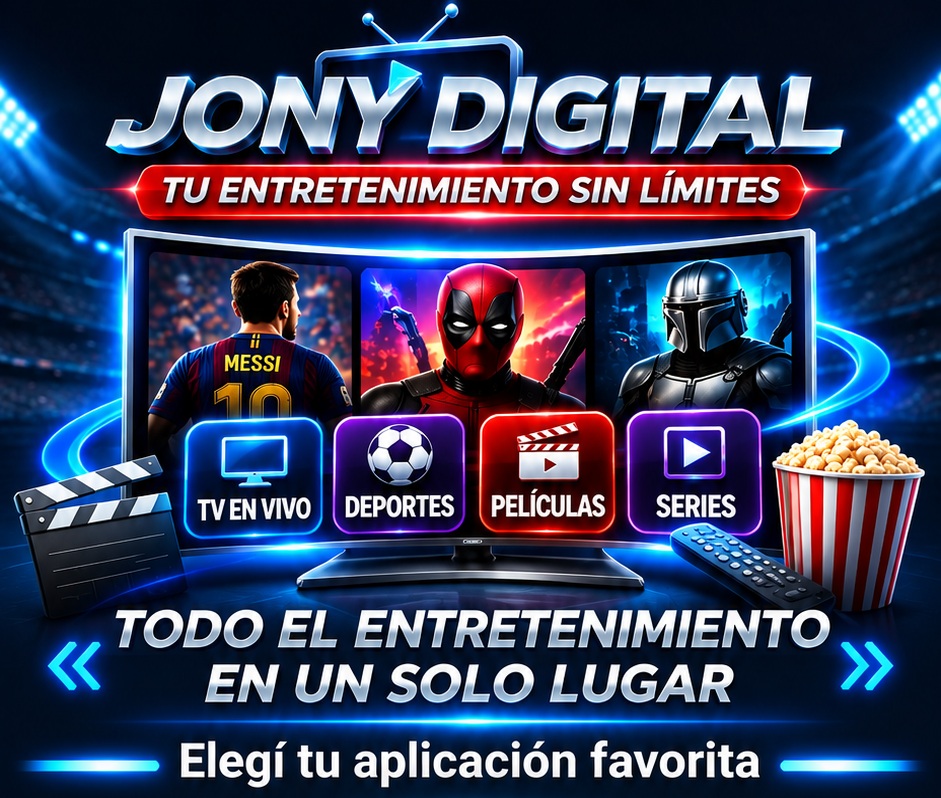 JONY DIGITAL
TU ENTRETENIMIENTO SIN LÍMITES
MESSI
10
TV EN VIVO
DEPORTES
PELÍCULAS
SERIES
TODO EL ENTRETENIMIENTO
EN UN SOLO LUGAR
Elegí tu aplicación favorita